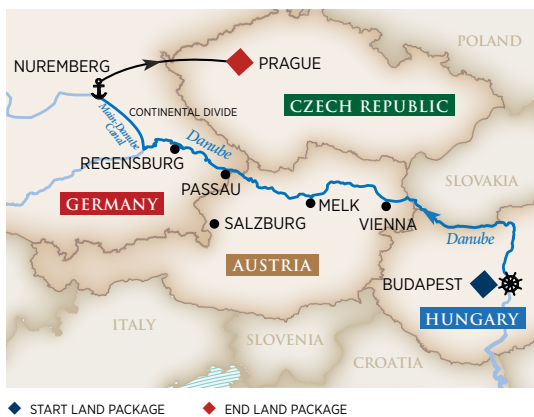 POLAND
NUREMBERG
PRAGUE
CONTINENTAL DIVIDE
CZECH REPUBLIC
Main-Danube
Canal
Danube
REGENSBURG
PASSAU
SLOVAKIA
GERMANY
MELK
SALZBURG
VIENNA
Danube
AUSTRIA
BUDAPEST
HUNGARY
ITALY
SLOVENIA
CROATIA
START LAND PACKAGE
END LAND PACKAGE